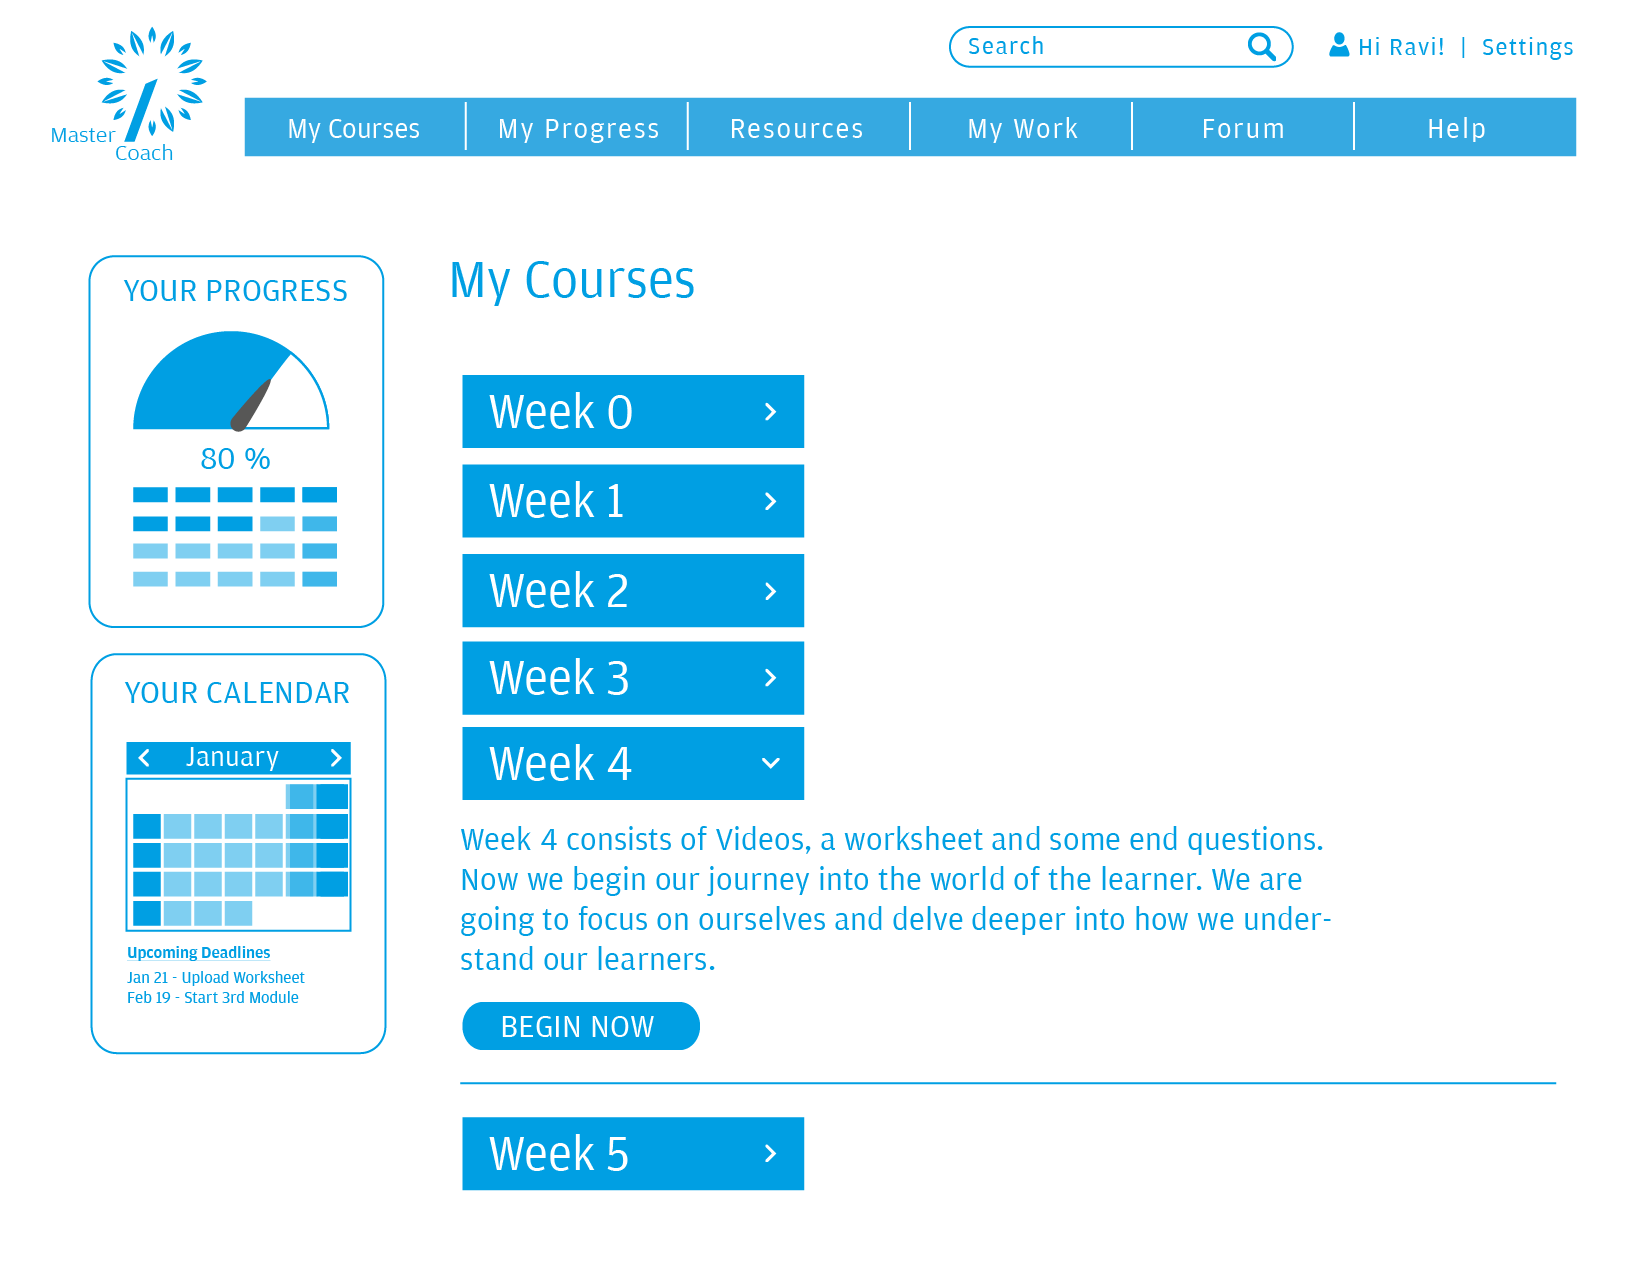 Master
Coach
Search
Hi Ravi! | Settings
My Courses
My Progress
Resources
My Work
Forum
Help
YOUR PROGRESS
80 %
YOUR CALENDAR
January
Upcoming Deadlines
Jan 21 - Upload Worksheet
Feb 19 - Start 3rd Module
My Courses
Week 0
Week 1
Week 2
Week 3
Week 4
Week 4 consists of Videos, a worksheet and some end questions.
Now we begin our journey into the world of the learner. We are
going to focus on ourselves and delve deeper into how we under-
stand our learners.
BEGIN NOW
Week 5